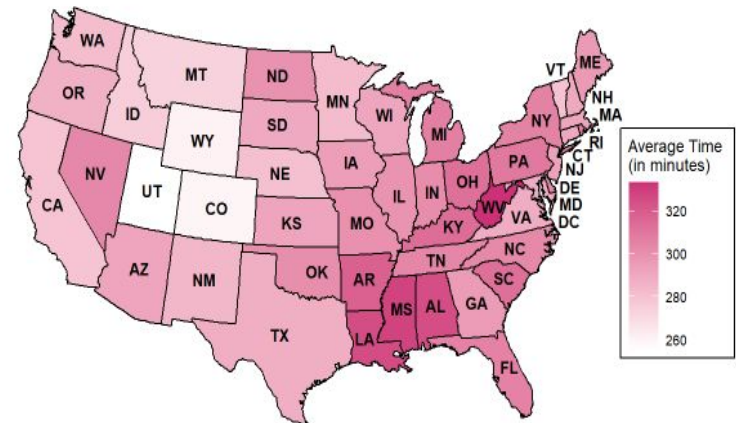 WA
MT
ND
MN
VT
ME
OR
ID
SD
WI
MI
NY
NH
MA
RI
CT
WY
NE
IA
PA
NJ
NV
UT
CO
IL
IN
OH
DE
MD
DC
CA
KS
MO
KY
WV
VA
AZ
NM
OK
AR
TN
NC
SC
TX
LA
MS
AL
GA
FL
Average Time
(in minutes)
320
300
280
260